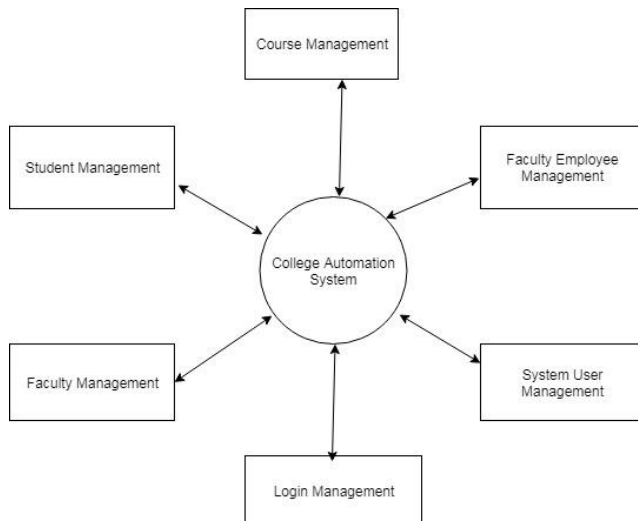 Course Management
Student Management
Faculty Employee
Management
College Automation
System
Faculty Management
System User
Management
Login Management